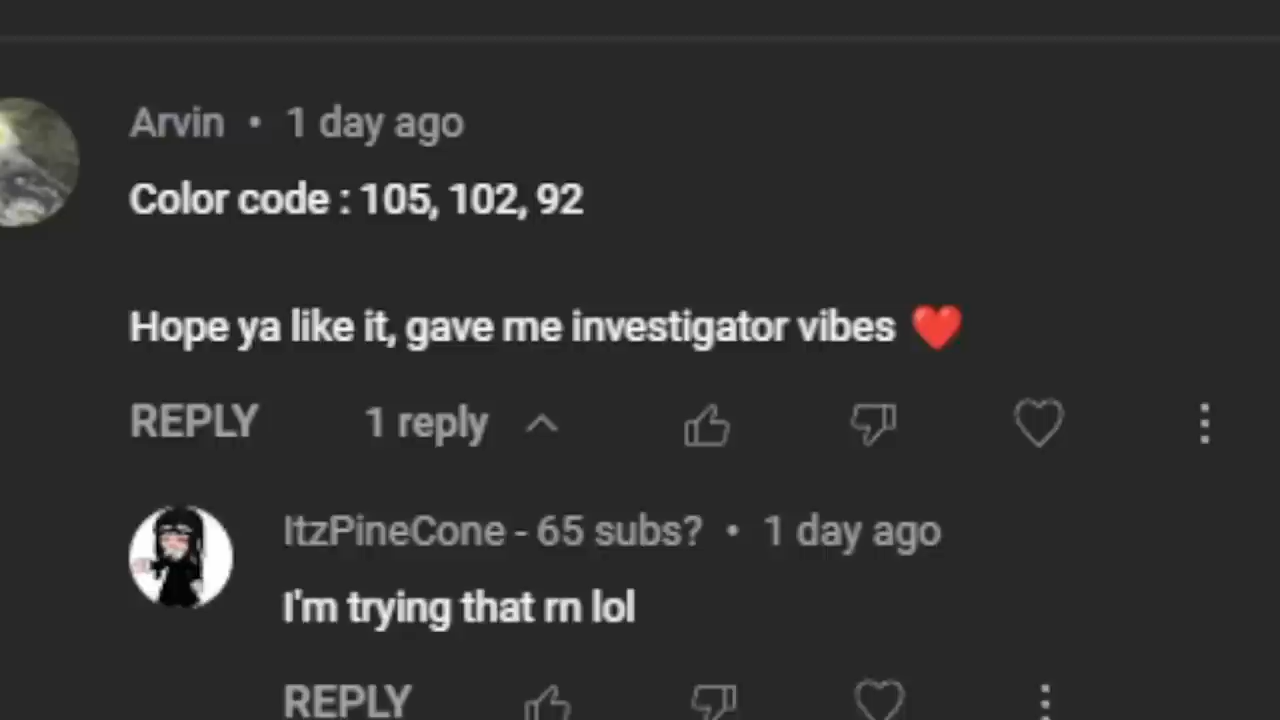 Arvin • 1 day ago
Color code : 105, 102, 92
Hope ya like it, gave me investigator vibes ❤️
REPLY 1 reply
ItzPineCone - 65 subs? • 1 day ago
I'm trying that rn lol
REPLY